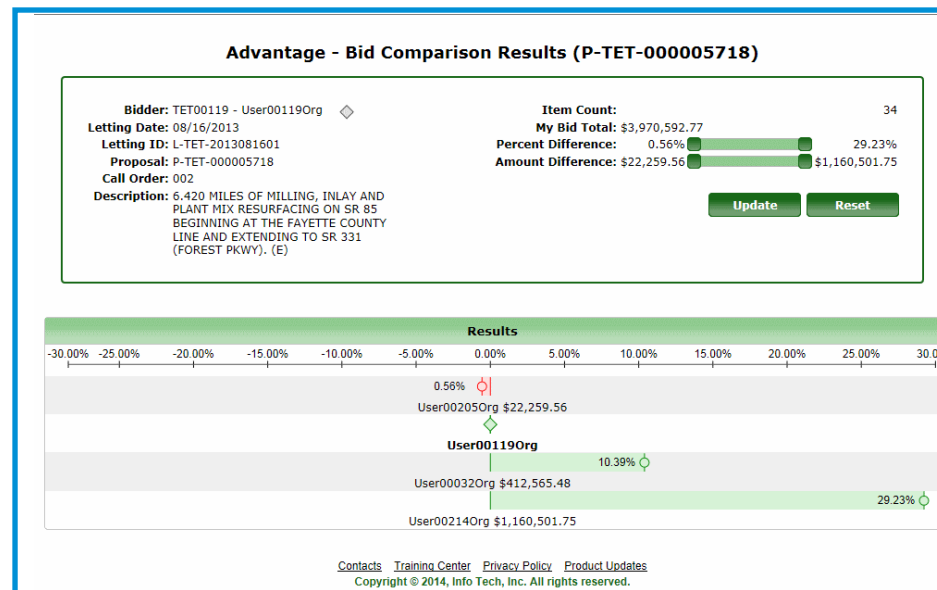 Advantage - Bid Comparison Results (P-TET-000005718)
Bidder: TET00119 - User00119Org
Letting Date: 08/16/2013
Letting ID: L-TET-2013081601
Proposal: P-TET-000005718
Call Order: 002
Description: 6.420 MILES OF MILLING, INLAY AND
PLANT MIX RESURFACING ON SR 85
BEGINNING AT THE FAYETTE COUNTY
LINE AND EXTENDING TO SR 331
(FOREST PKWY). (E)
Item Count: 34
My Bid Total: $3,970,592.77
Percent Difference: 0.56% 29.23%
Amount Difference: $22,259.56 $1,160,501.75
Update Reset
Results
-30.00% -25.00% -20.00% -15.00% -10.00% -5.00% 0.00% 5.00% 10.00% 15.00% 20.00% 25.00% 30.0
0.56%
User00205Org $22,259.56
User00119Org
10.39%
User00032Org $412,565.48
29.23%
User00214Org $1,160,501.75
Contacts Training Center Privacy Policy Product Updates
Copyright © 2014, Info Tech, Inc. All rights reserved.